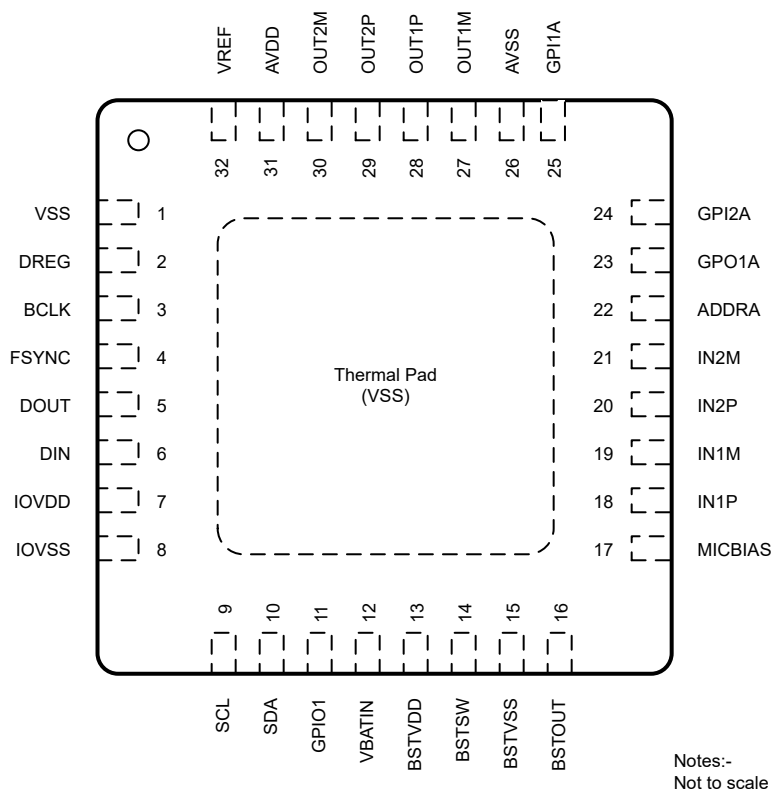 VREF
AVDD
OUT2M
OUT2P
OUT1P
OUT1M
AVSS
GPI1A
32
31
30
29
28
27
26
25
VSS 1
DREG 2
BCLK 3
FSYNC 4
DOUT 5
DIN 6
IOVDD 7
IOVSS 8
Thermal Pad
(VSS)
24 GPI2A
23 GPO1A
22 ADDRA
21 IN2M
20 IN2P
19 IN1M
18 IN1P
17 MICBIAS
9
10
11
12
13
14
15
16
SCL
SDA
GPIO1
VBATIN
BSTVDD
BSTSW
BSTVSS
BSTOUT
Notes:-
Not to scale